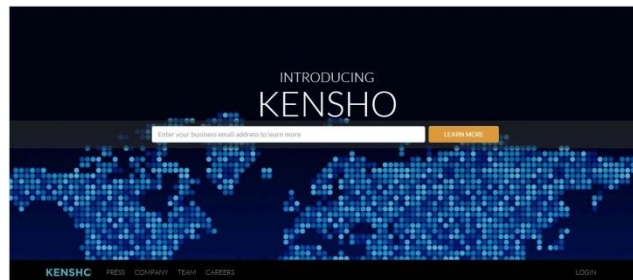 INTRODUCING
KENSHO
Enter your business email address to learn more
LEARN MORE
KENSHO PRESS COMPANY TEAM CAREERS LOGIN